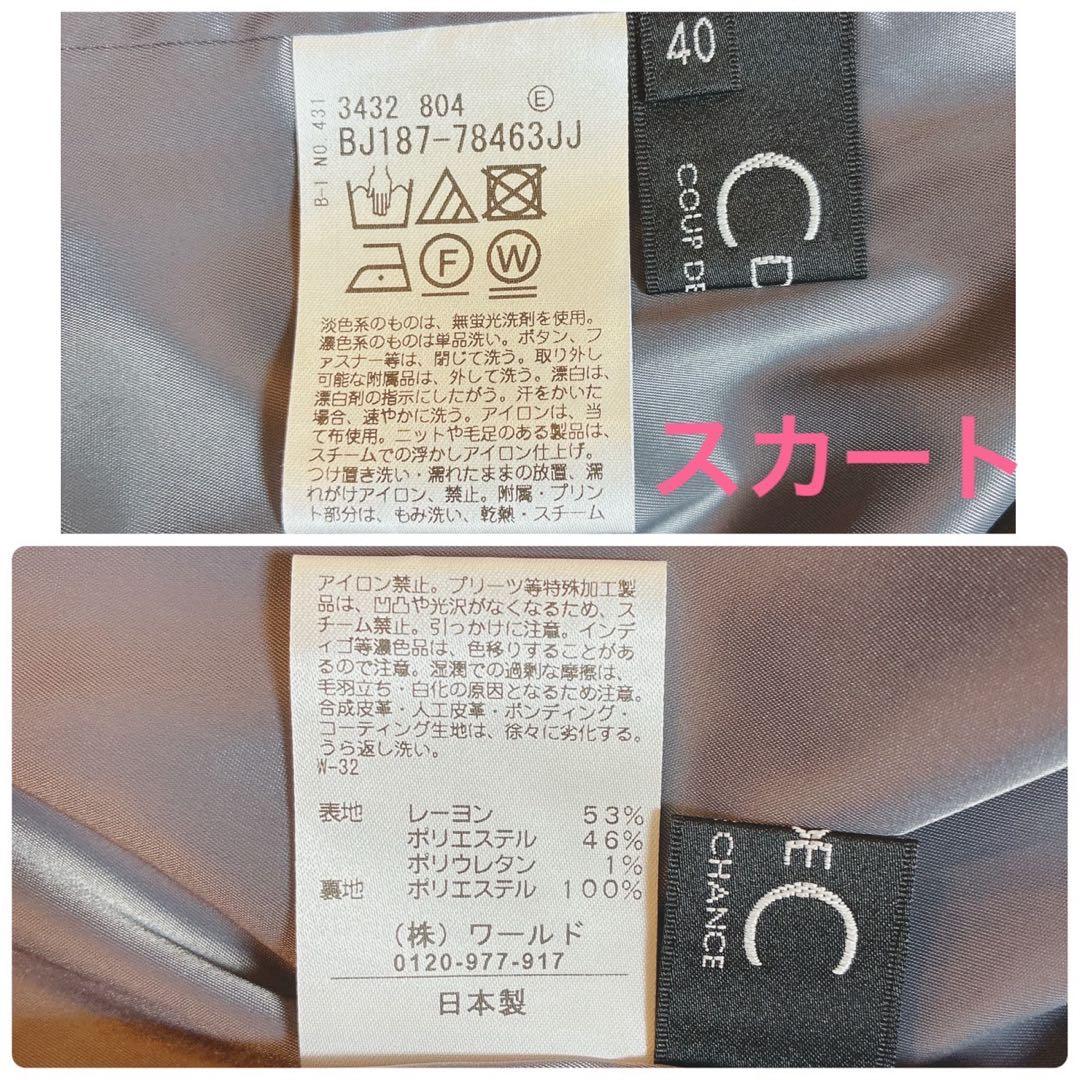 40
C
COUP DE
D
B-I NO. 431
3432 804 Ⓔ
BJ187-78463JJ
F W
淡色系のものは、無蛍光洗剤を使用。
濃色系のものは単品洗い。ボタン、フ
ァスナー等は、閉じて洗う。取り外し
可能な附属品は、外して洗う。漂白は、
漂白剤の指示にしたがう。汗をかいた
場合、速やかに洗う。アイロンは、当
て布使用。ニットや毛足のある製品は、
スチームでの浮かしアイロン仕上げ。
つけ置き洗い・濡れたままの放置、濡
れがけアイロン、禁止。附属・プリン
ト部分は、もみ洗い、乾熱・スチーム
スカート
アイロン禁止。プリーツ等特殊加工製
品は、凹凸や光沢がなくなるため、ス
チーム禁止。引っかけに注意。インデ
ィゴ等濃色品は、色移りすることがあ
るので注意。湿潤での過剰な摩擦は、
毛羽立ち・白化の原因となるため注意。
合成皮革・人工皮革・ボンディング・
コーティング生地は、徐々に劣化する。
うら返し洗い。
W-32
表地 レーヨン 53%
ポリエステル 46%
ポリウレタン 1%
裏地 ポリエステル 100%
(株) ワールド
0120-977-917
日本製
DE C
CHANCE